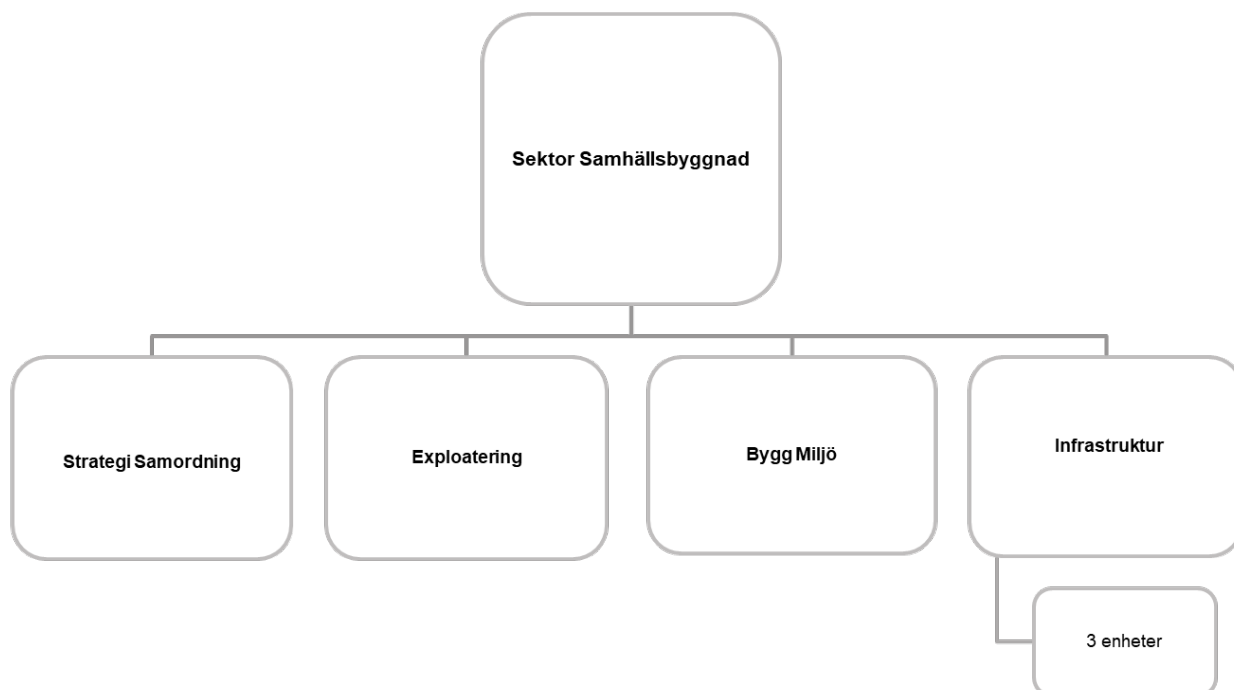 Sektor Samhällsbyggnad
Strategi Samordning
Exploatering
Bygg Miljö
Infrastruktur
3 enheter